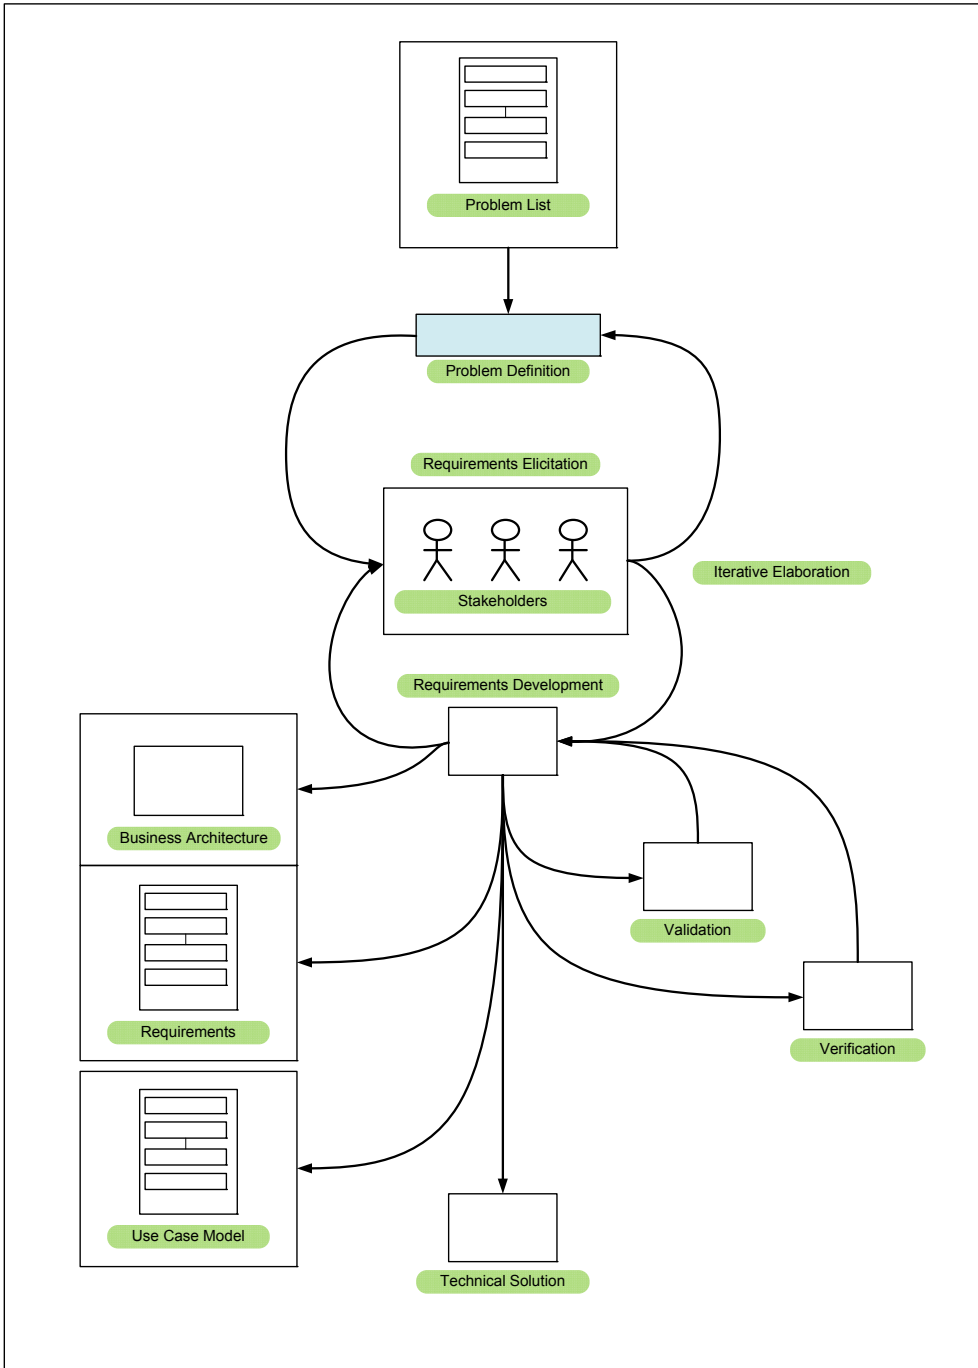 Problem List
Problem Definition
Requirements Elicitation
Stakeholders
Iterative Elaboration
Requirements Development
Business Architecture
Validation
Requirements
Verification
Use Case Model
Technical Solution